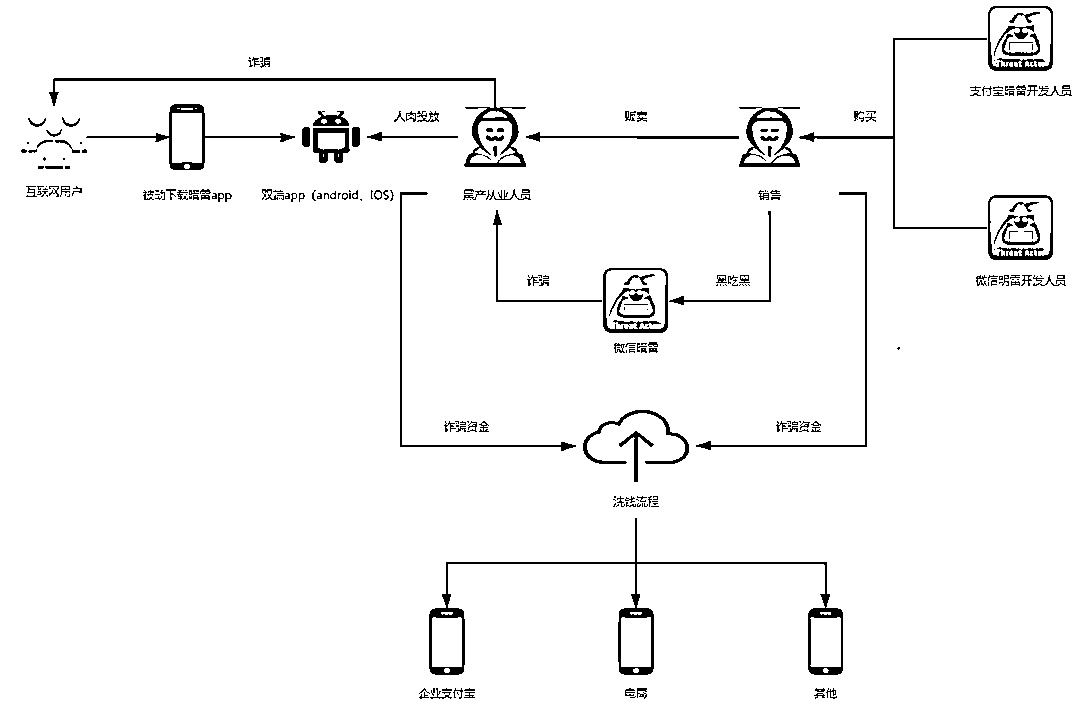 诈骗
Threat Actor
支付宝暗雷开发人员
人肉投放
贩卖
购买
互联网用户
被动下载暗雷app
双端app（android、IOS）
黑产从业人员
销售
Threat Actor
微信暗雷开发人员
诈骗
黑吃黑
Threat Actor
微信暗雷
诈骗资金
诈骗资金
洗钱流程
企业支付宝
电商
其他